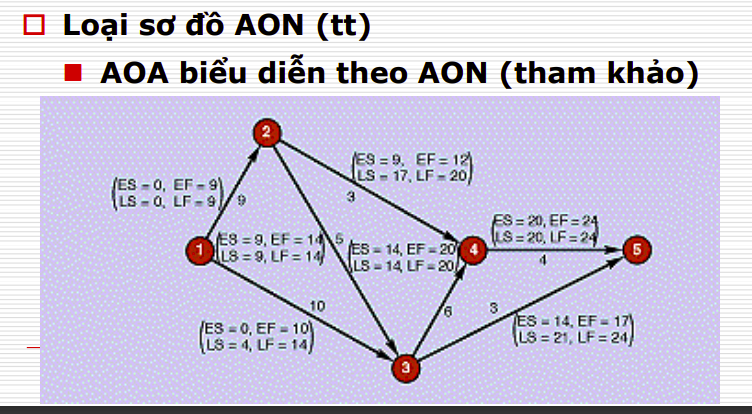 Loại sơ đồ AON (tt)
AOA biểu diễn theo AON (tham khảo)
2
(ES = 9, EF = 12
LS = 17, LF = 20)
3
(ES = 0, EF = 9
LS = 0, LF = 9)
9
(ES = 20, EF = 24
LS = 20, LF = 24)
4
1
(ES = 9, EF = 14
LS = 9, LF = 14)
5
(ES = 14, EF = 20
LS = 14, LF = 20)
4
5
10
6
3
(ES = 0, EF = 10
LS = 4, LF = 14)
(ES = 14, EF = 17
LS = 21, LF = 24)
3